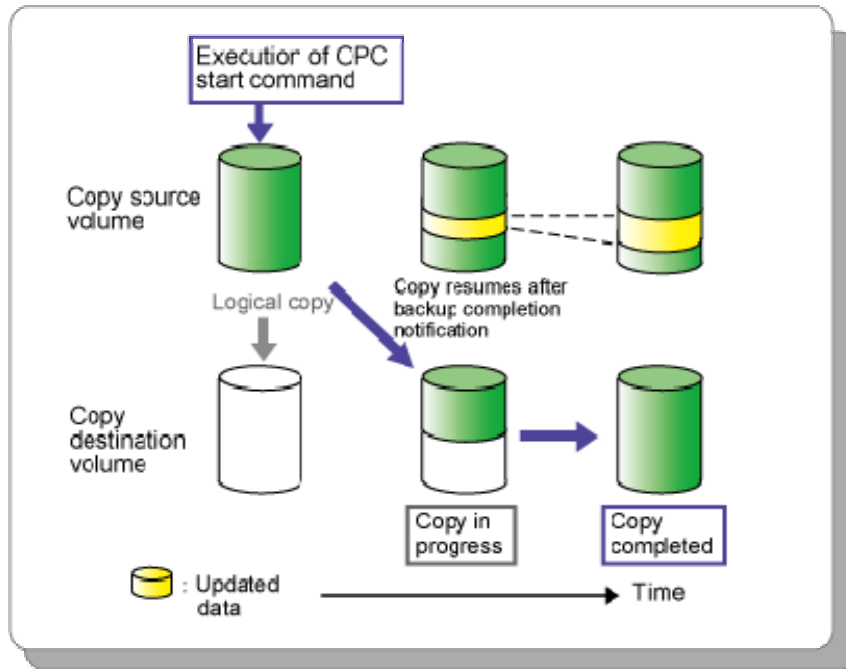 Execution of OPC
start command
Copy source
volume
Logical copy
Copy resumes after
backup completion
notification
Copy
destination
volume
Copy in
progress
Copy
completed
: Updated
data
Time